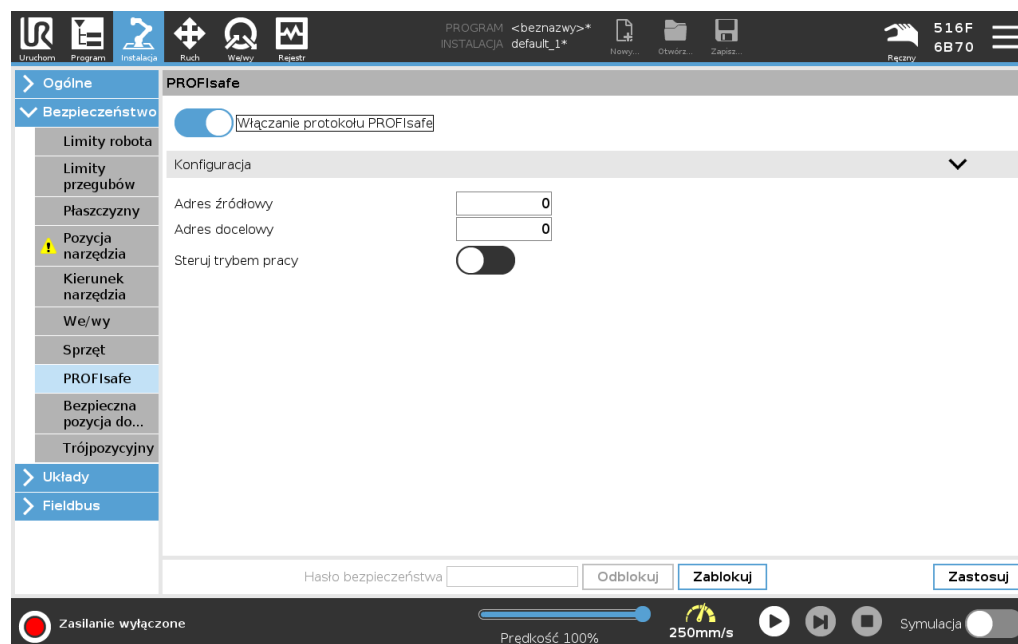 UR
PROGRAM <beznazwy>*
INSTALACJA default_1*
516F
6B70
Uruchom Program Instalacja Ruch We/wy Rejestr Nowy... Otwórz... Zapisz... Ręczny
Ogólne
PROFIsafe
Bezpieczeństwo
Włączanie protokołu PROFIsafe
Limity robota
Konfiguracja
Limity
przegubów
Płaszczyzny
Adres źródłowy 0
Adres docelowy 0
Pozycja
narzędzia
Steruj trybem pracy
Kierunek
narzędzia
We/wy
Sprzęt
PROFIsafe
Bezpieczna
pozycja do...
Trójpozycyjny
Układy
Fieldbus
Hasło bezpieczeństwa Odblokuj Zablokuj Zastosuj
Zasilanie wyłączone
Prędkość 100%
250mm/s
Symulacja